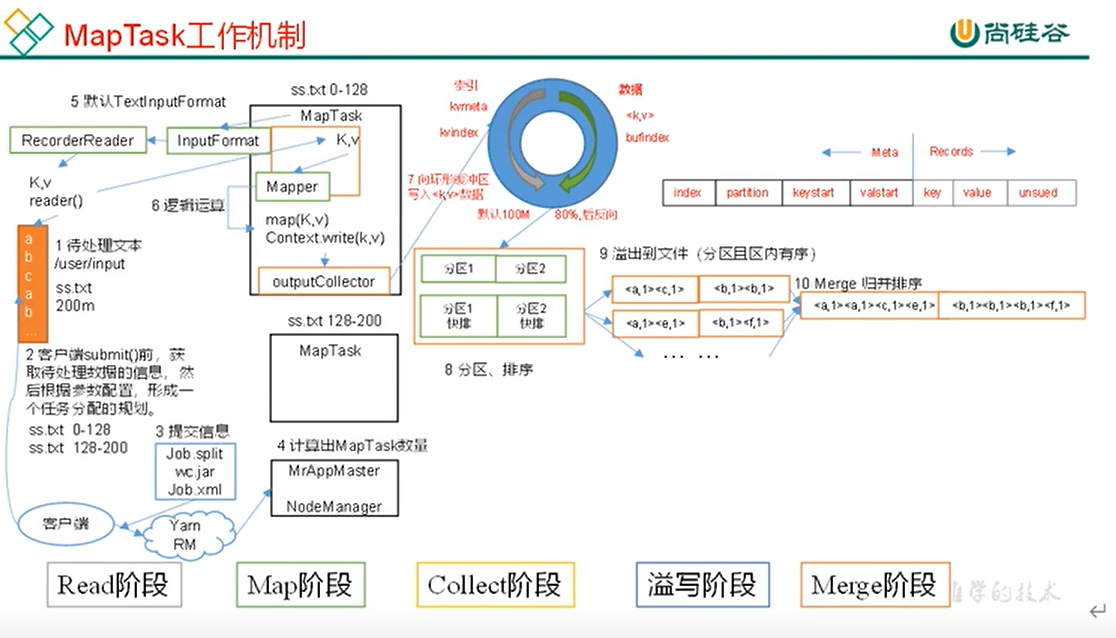 MapTask工作机制
尚硅谷
5 默认TextInputFormat
RecorderReader
InputFormat
K,v
reader()
ss.txt 0-128
MapTask
K,v
Mapper
6 逻辑运算
map(K,v)
Context.write(k,v)
outputCollector
索引
kvmeta
kvindex
数据
<k,v>
bufindex
7 向环形缓冲区
写入<k,v>数据
默认100M
80%,后反向
Meta
Records
index
partition
keystart
valstart
key
value
unsued
a
b
c
a
b
...
1 待处理文本
/user/input
ss.txt
200m
分区1
分区2
分区1
快排
分区2
快排
8 分区、排序
9 溢出到文件（分区且区内有序）
<a,1><c,1>
<b,1><b,1>
<a,1><e,1>
<b,1><f,1>
... ...
10 Merge 归并排序
<a,1><a,1><c,1><e,1>
<b,1><b,1><b,1><f,1>
ss.txt 128-200
MapTask
2 客户端submit()前，获
取待处理数据的信息，然
后根据参数配置，形成一
个任务分配的规划。
ss.txt 0-128
ss.txt 128-200
3 提交信息
Job.split
wc.jar
Job.xml
4 计算出MapTask数量
MrAppMaster
NodeManager
客户端
Yarn
RM
Read阶段
Map阶段
Collect阶段
溢写阶段
Merge阶段
学的技术